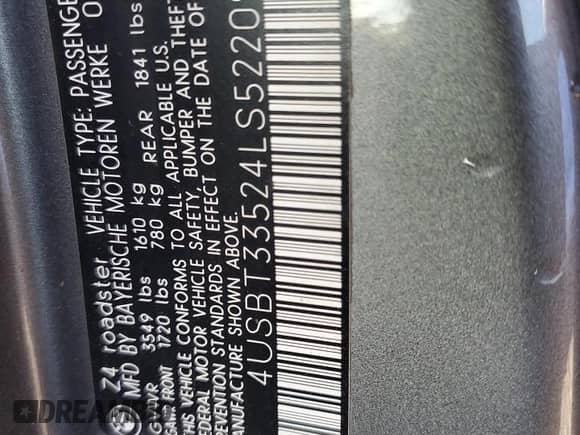 Z4 roadster VEHICLE TYPE: PASSENGE
MFD BY BAYERISCHE MOTOREN WERKE
GVWR 3549 lbs 1610 kg REAR 1841 lbs
GAWR FRONT 1720 lbs 780 kg
THIS VEHICLE CONFORMS TO ALL APPLICABLE U.S.
FEDERAL MOTOR VEHICLE SAFETY, BUMPER AND THEFT
PREVENTION STANDARDS IN EFFECT ON THE DATE OF
MANUFACTURE SHOWN ABOVE.
4USBT33524LS5220
DREAMBID